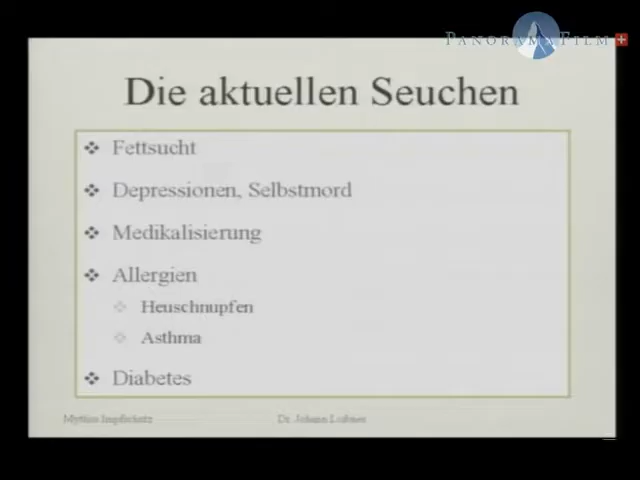 PANORAMA FILM
Die aktuellen Seuchen
Fettsucht
Depressionen, Selbstmord
Medikalisierung
Allergien
Heuschnupfen
Asthma
Diabetes
Mythos Impfschutz
Dr. Johann Loibner